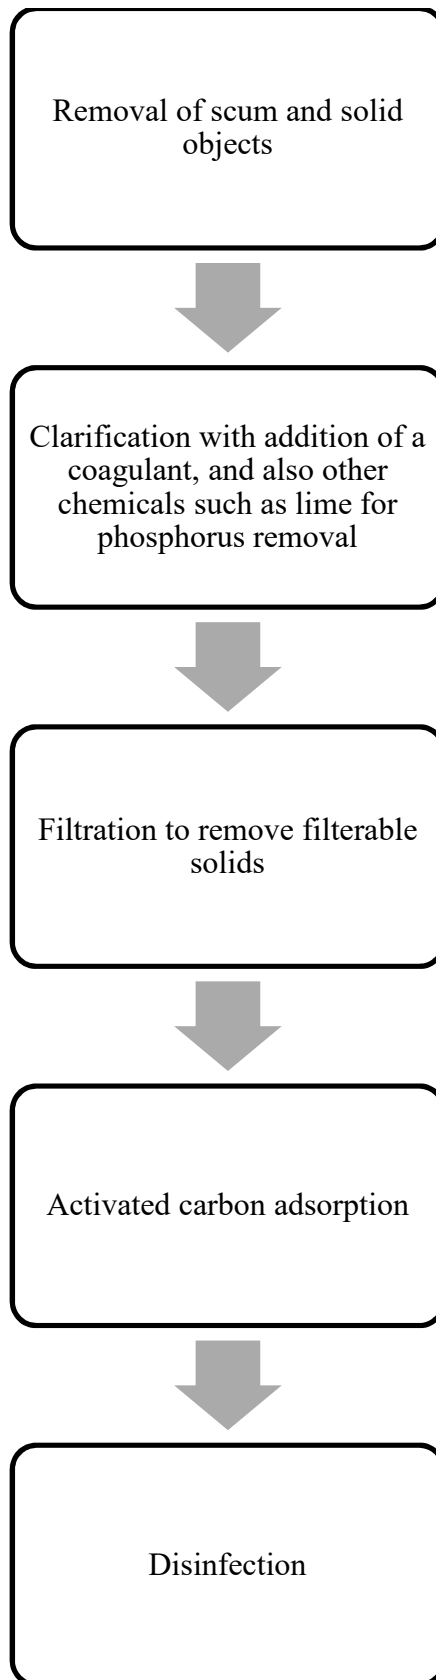 Removal of scum and solid
objects
Clarification with addition of a
coagulant, and also other
chemicals such as lime for
phosphorus removal
Filtration to remove filterable
solids
Activated carbon adsorption
Disinfection